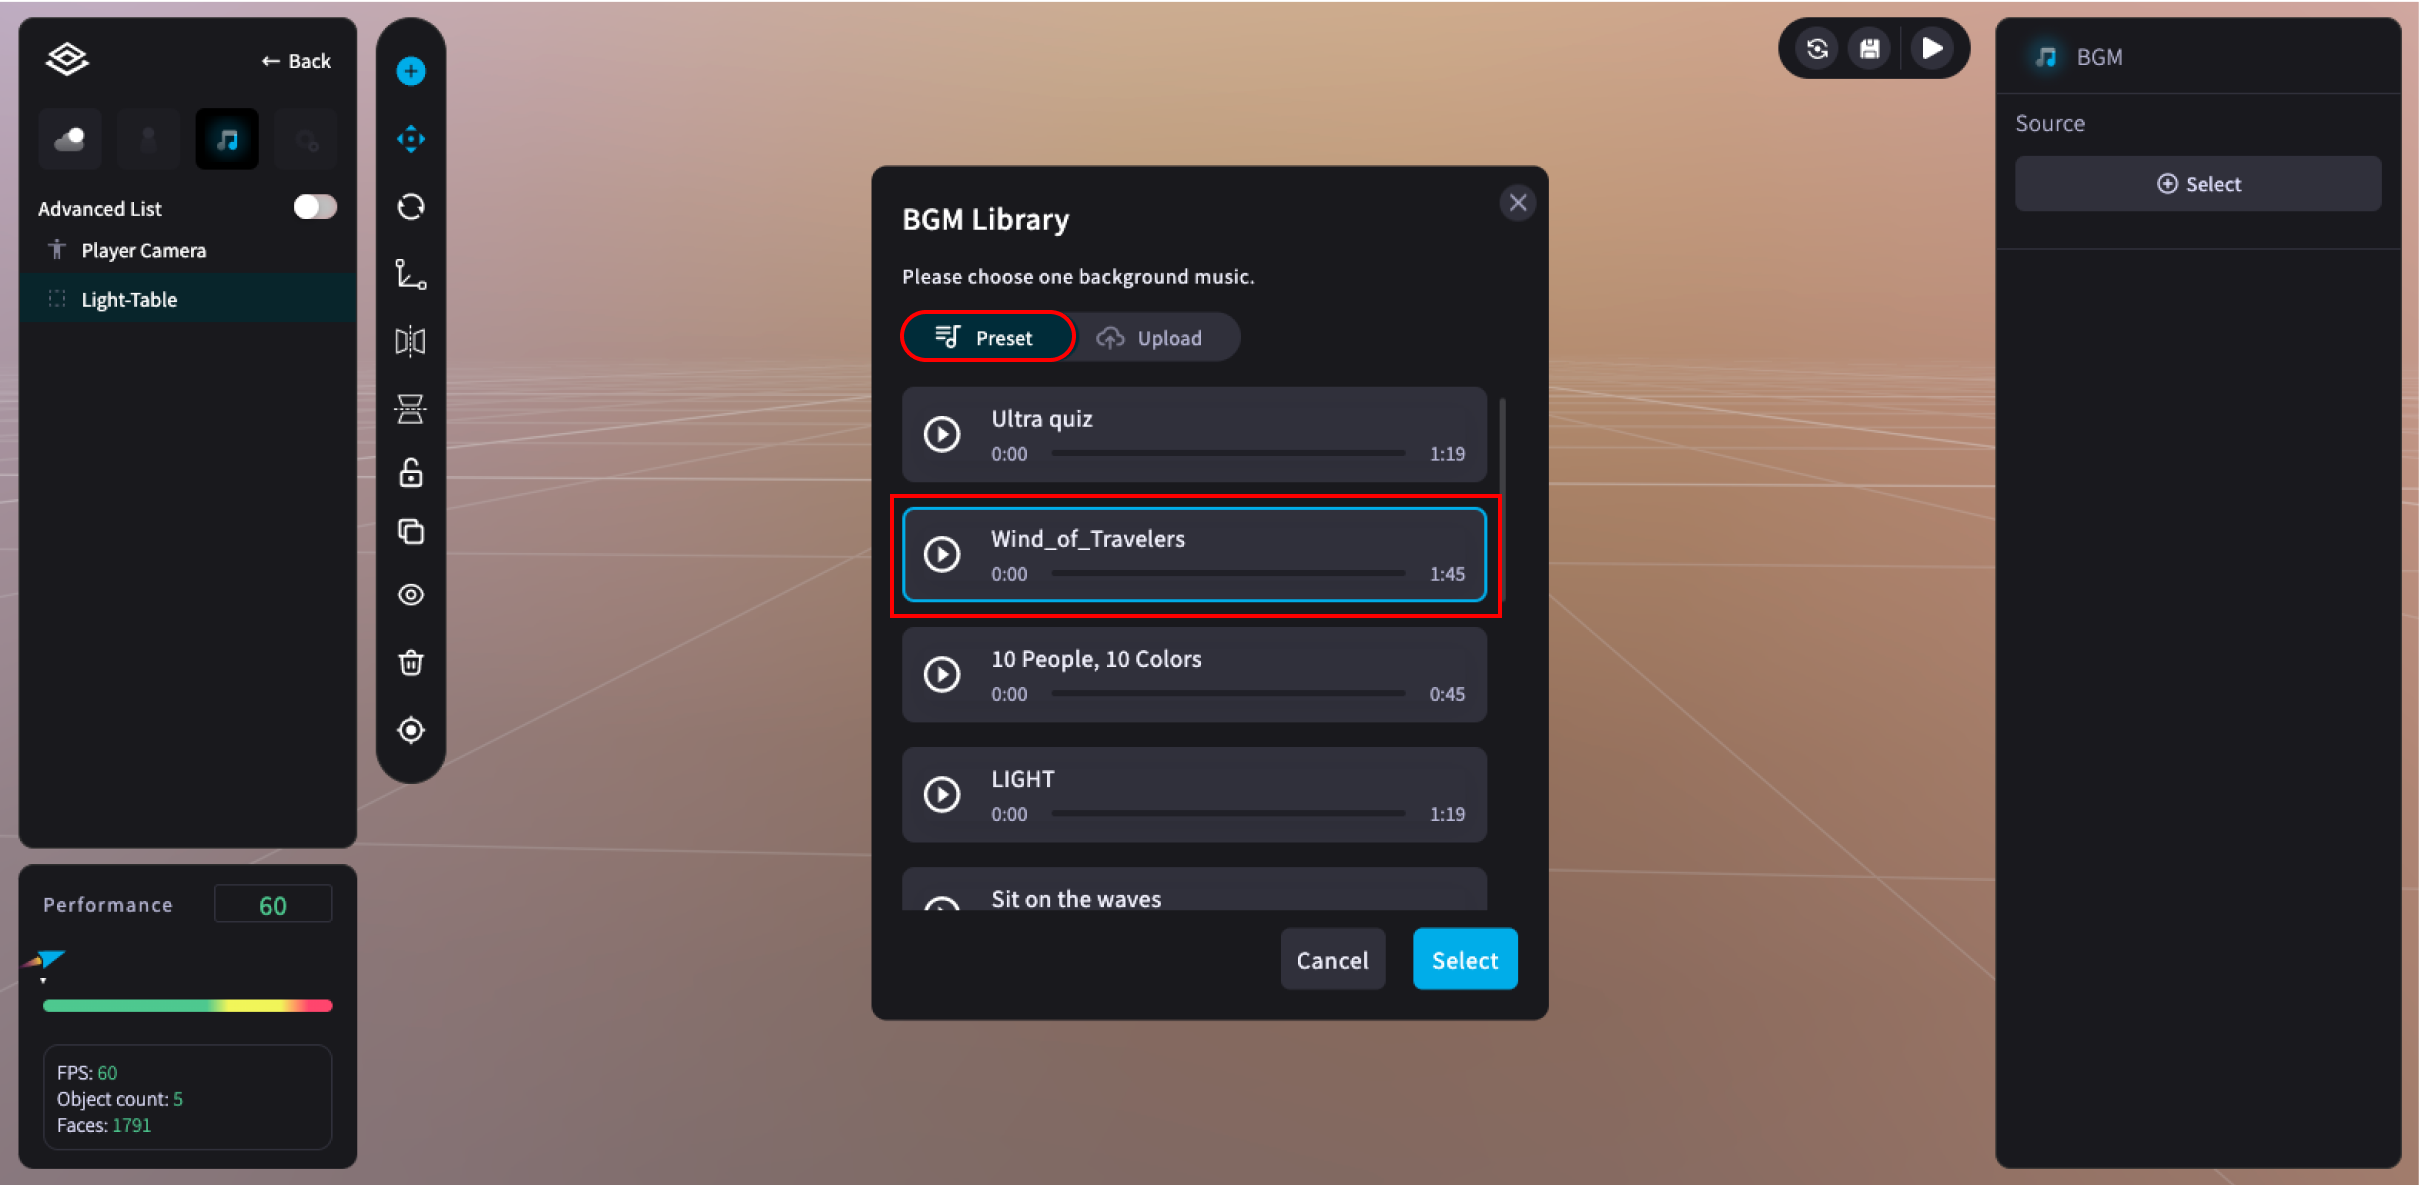 ← Back
Advanced List
Player Camera
Light-Table
Performance 60
FPS: 60
Object count: 5
Faces: 1791
BGM Library
Please choose one background music.
Preset Upload
Ultra quiz
0:00 1:19
Wind_of_Travelers
0:00 1:45
10 People, 10 Colors
0:00 0:45
LIGHT
0:00 1:19
Sit on the waves
Cancel Select
BGM
Source
Select